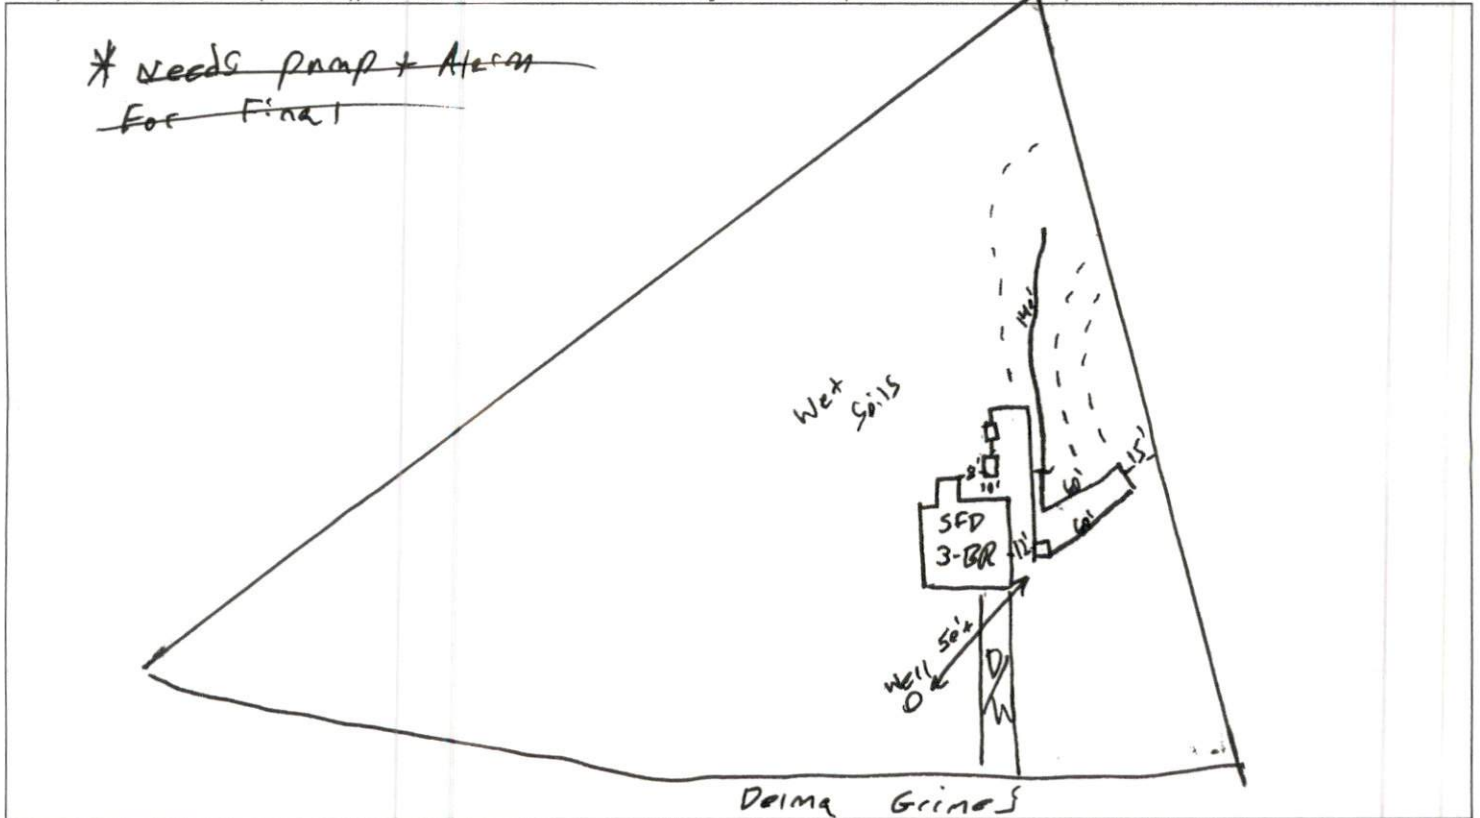 * Needs pump + Alarm
For Final
140'
Wet
Soils
15'
8'
10'
60'
SFD
3-BR
12'
60'
50'+
Well
D/W
Delma Grimes